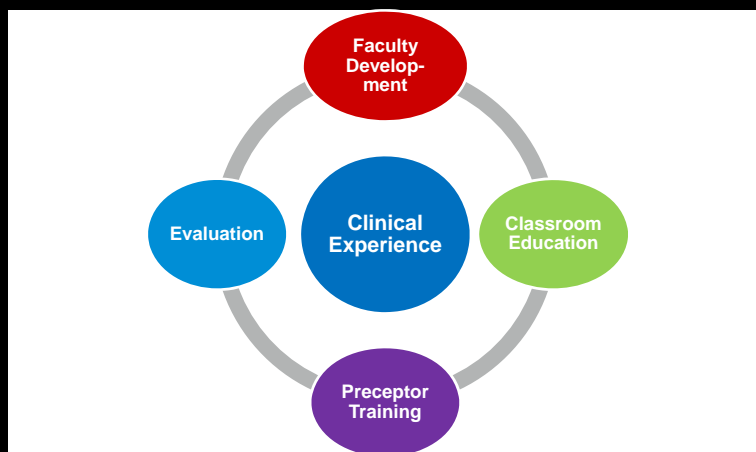 Faculty
Develop-
ment
Evaluation
Clinical
Experience
Classroom
Education
Preceptor
Training